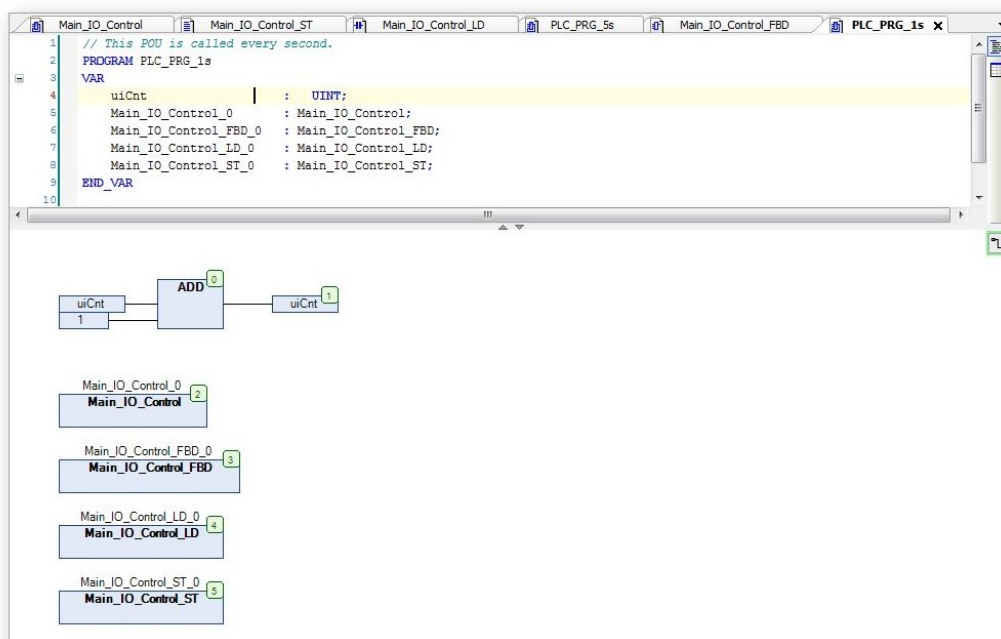 Main_IO_Control
Main_IO_Control_ST
Main_IO_Control_LD
PLC_PRG_5s
Main_IO_Control_FBD
PLC_PRG_1s X
1 // This POU is called every second.
2 PROGRAM PLC_PRG_1s
3 VAR
4 uiCnt : UINT;
5 Main_IO_Control_0 : Main_IO_Control;
6 Main_IO_Control_FBD_0 : Main_IO_Control_FBD;
7 Main_IO_Control_LD_0 : Main_IO_Control_LD;
8 Main_IO_Control_ST_0 : Main_IO_Control_ST;
9 END_VAR
10
ADD 0
uiCnt
1
uiCnt 1
Main_IO_Control_0 2
Main_IO_Control
Main_IO_Control_FBD_0 3
Main_IO_Control_FBD
Main_IO_Control_LD_0 4
Main_IO_Control_LD
Main_IO_Control_ST_0 5
Main_IO_Control_ST